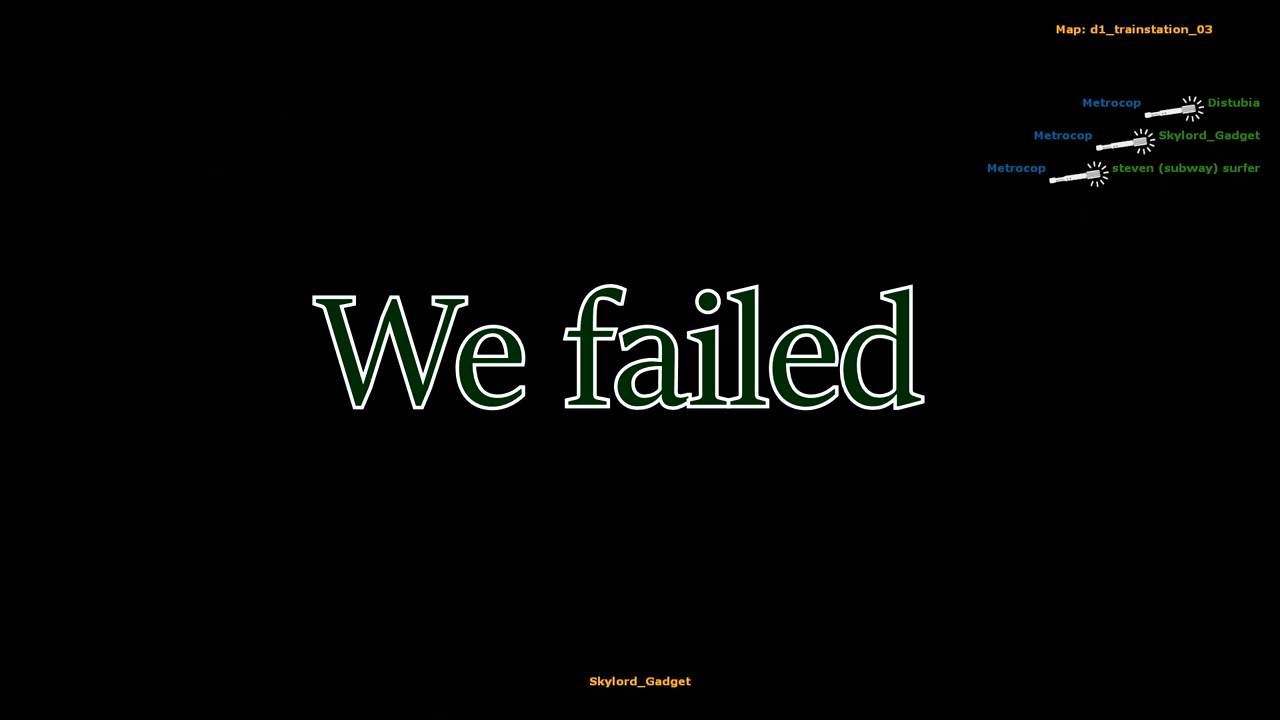 Map: d1_trainstation_03
Metrocop Distubia
Metrocop Skylord_Gadget
Metrocop steven (subway) surfer
We failed
Skylord_Gadget